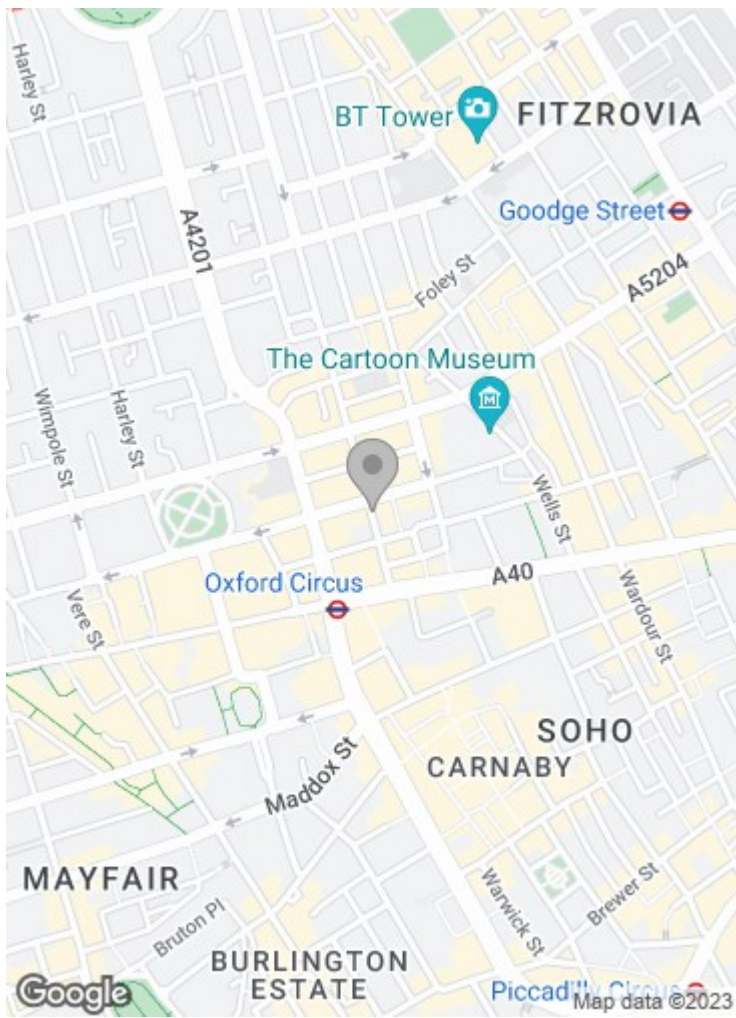 Harley St
BT Tower
FITZROVIA
Goodge Street
A4201
Foley St
A5204
The Cartoon Museum
Wimpole St
Harley St
Wells St
A40
Oxford Circus
Vere St
Wardour St
SOHO
CARNABY
Maddox St
MAYFAIR
Bruton Pl
Warwick St
Brewer St
BURLINGTON
ESTATE
Piccadilly Circus
Google
Map data ©2023